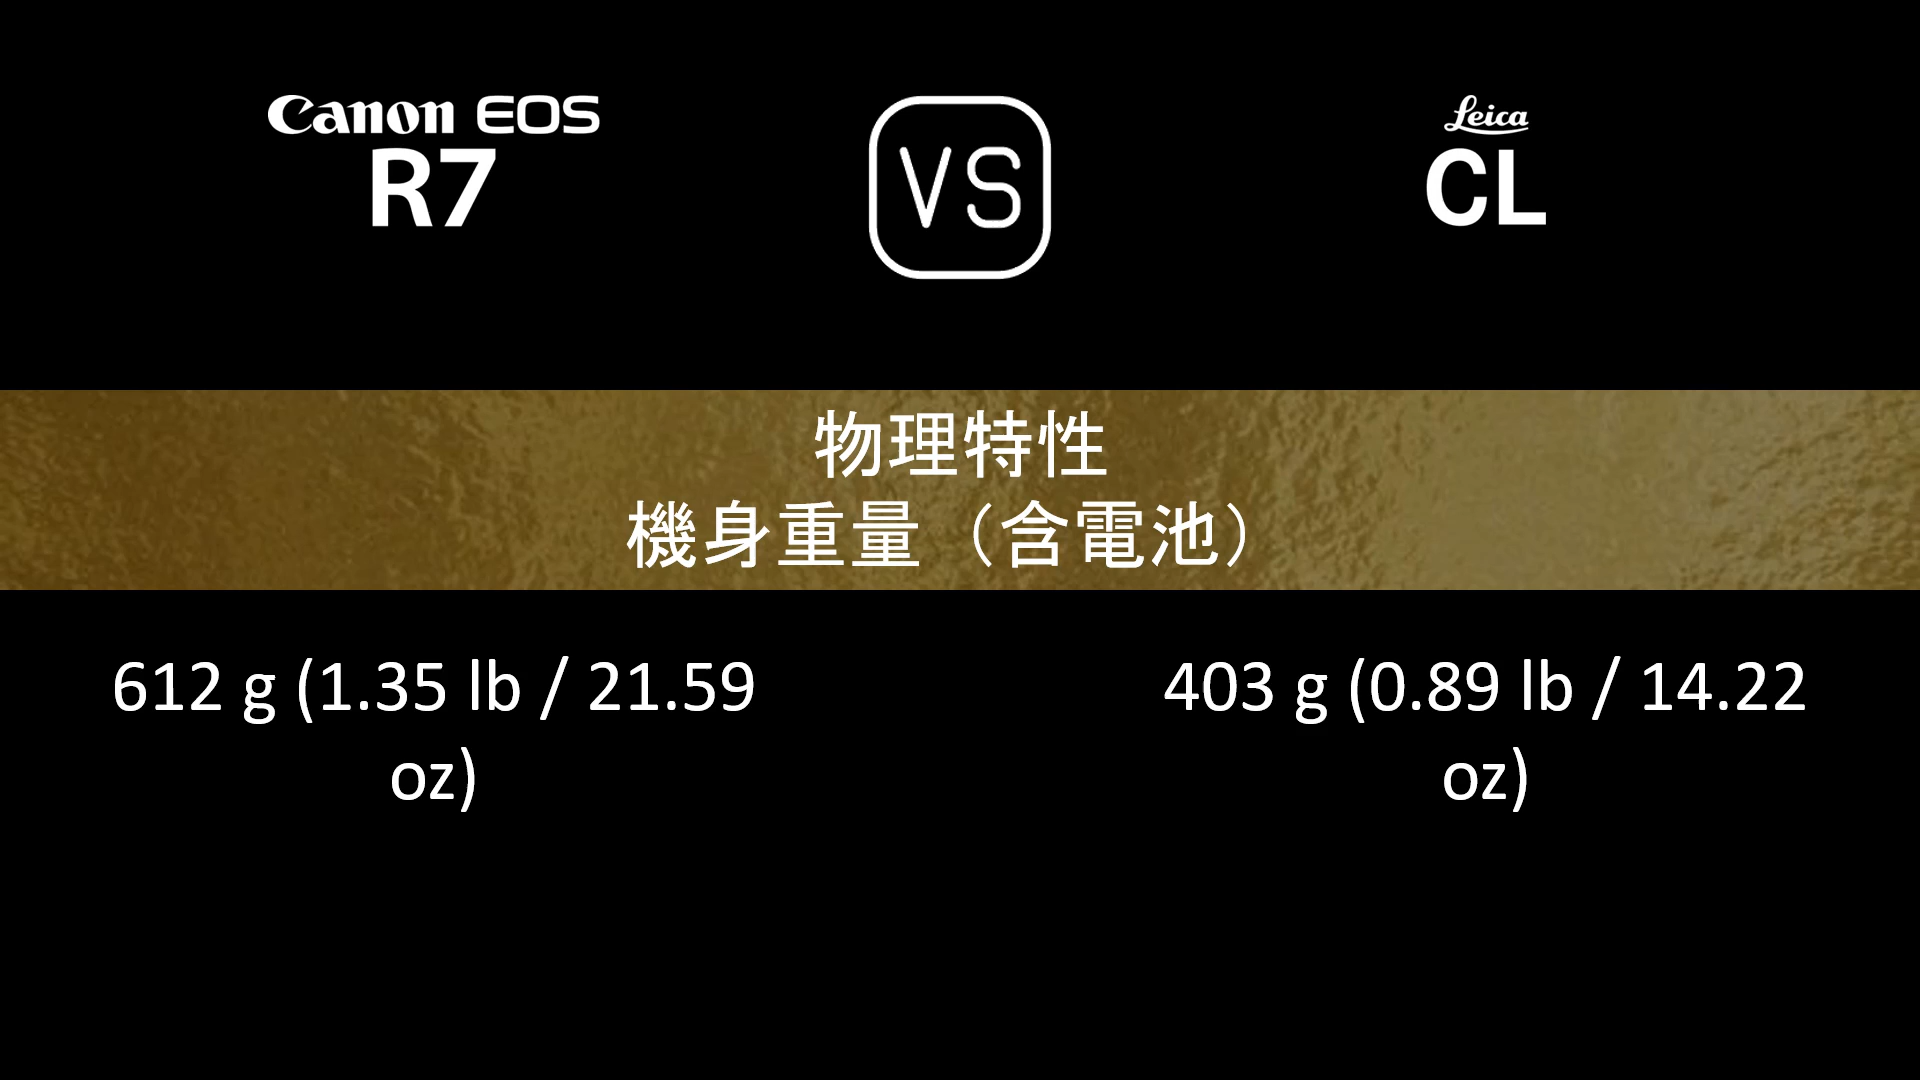 Canon EOS
R7
VS
Leica
CL
物理特性
機身重量（含電池）
612 g (1.35 lb / 21.59
oz)
403 g (0.89 lb / 14.22
oz)